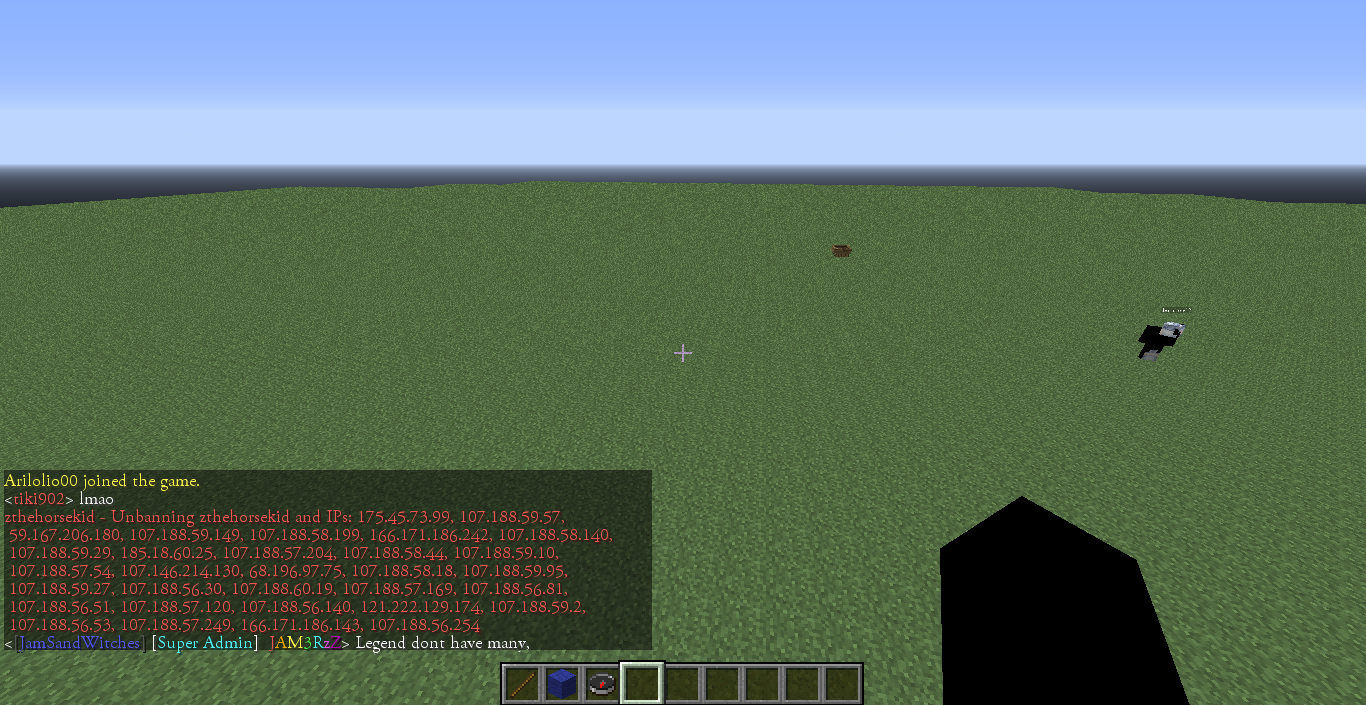 Arilolio00 joined the game.
<tiki902> lmao
zthehorsekid - Unbanning zthehorsekid and IPs: 175.45.73.99, 107.188.59.57,
59.167.206.180, 107.188.59.149, 107.188.58.199, 166.171.186.242, 107.188.58.140,
107.188.59.29, 185.18.60.25, 107.188.57.204, 107.188.58.44, 107.188.59.10,
107.188.57.54, 107.146.214.130, 68.196.97.75, 107.188.58.18, 107.188.59.95,
107.188.59.27, 107.188.56.30, 107.188.60.19, 107.188.57.169, 107.188.56.81,
107.188.56.51, 107.188.57.120, 107.188.56.140, 121.222.129.174, 107.188.59.2,
107.188.56.53, 107.188.57.249, 166.171.186.143, 107.188.56.254
<[JamSandWitches] [Super Admin] JAM3RzZ> Legend dont have many,